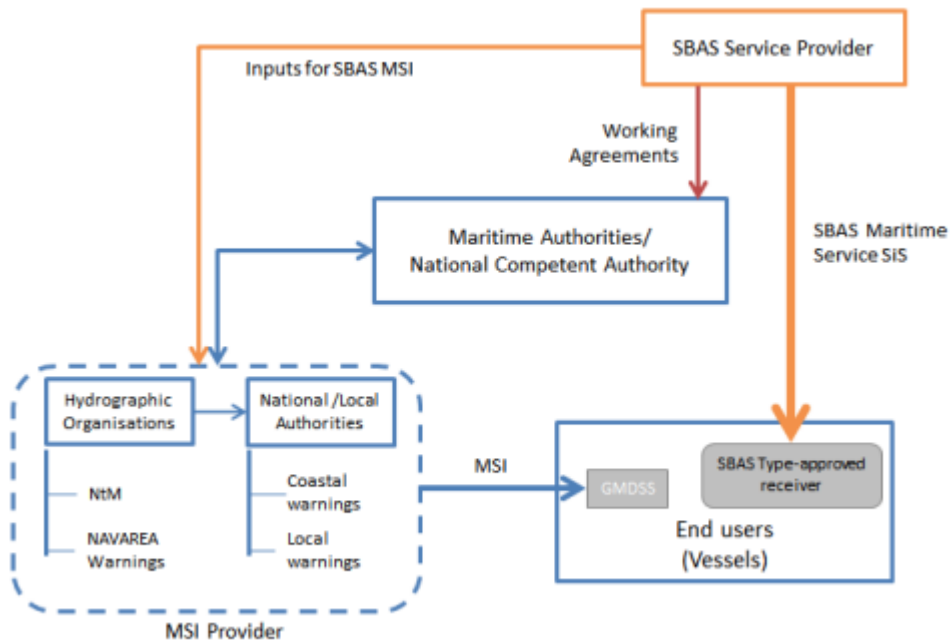 SBAS Service Provider
Inputs for SBAS MSI
Working
Agreements
Maritime Authorities/
National Competent Authority
SBAS Maritime
Service SiS
Hydrographic
Organisations
National /Local
Authorities
NtM
NAVAREA
Warnings
Coastal
warnings
Local
warnings
MSI
GMDSS
SBAS Type-approved
receiver
End users
(Vessels)
MSI Provider